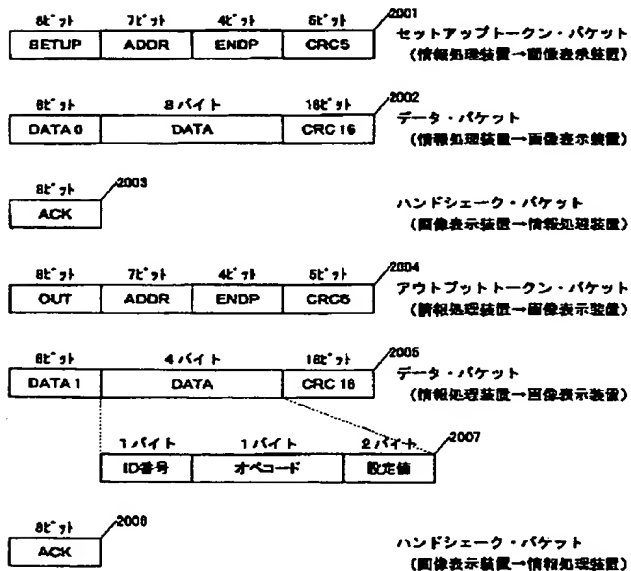 8ビット 7ビット 4ビット 5ビット 2001
SETUP ADDR ENDP CRC5 セットアップトークン・パケット
(情報処理装置→画像表示装置)
8ビット 8バイト 16ビット 2002
DATA0 DATA CRC16 データ・パケット
(情報処理装置→画像表示装置)
8ビット 2003
ACK ハンドシェーク・パケット
(画像表示装置→情報処理装置)
8ビット 7ビット 4ビット 5ビット 2004
OUT ADDR ENDP CRC5 アウトプットトークン・パケット
(情報処理装置→画像表示装置)
8ビット 4バイト 16ビット 2005
DATA1 DATA CRC16 データ・パケット
(情報処理装置→画像表示装置)
1バイト 1バイト 2バイト 2007
ID番号 オペコード 設定値
8ビット 2006
ACK ハンドシェーク・パケット
(画像表示装置→情報処理装置)